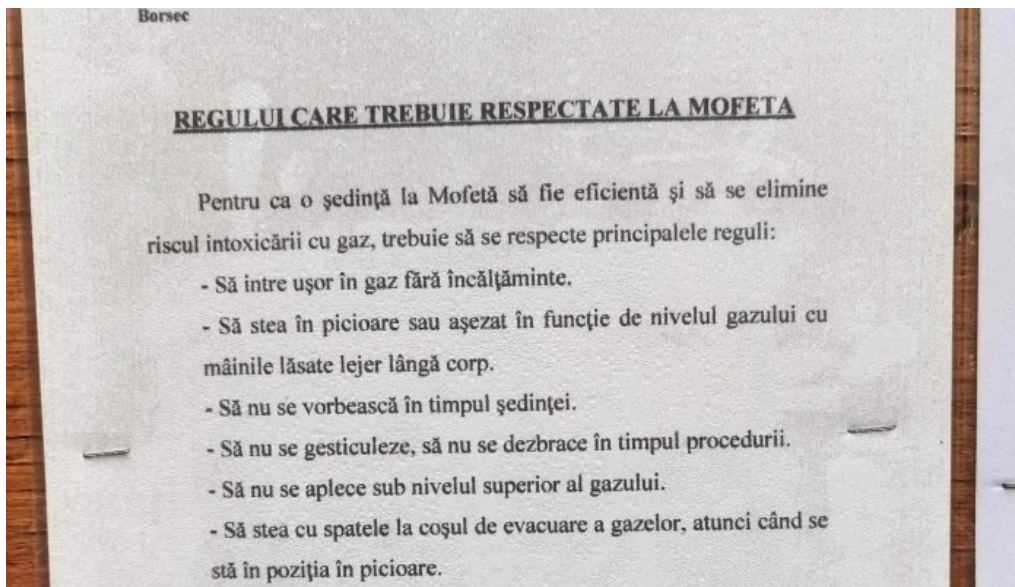 Borsec
REGULUI CARE TREBUIE RESPECTATE LA MOFETA
Pentru ca o şedinţă la Mofetă să fie eficientă şi să se elimine
riscul intoxicării cu gaz, trebuie să se respecte principalele reguli:
- Să intre uşor în gaz fără încălţăminte.
- Să stea în picioare sau aşezat în funcţie de nivelul gazului cu
mâinile lăsate lejer lângă corp.
- Să nu se vorbească în timpul şedinţei.
- Să nu se gesticuleze, să nu se dezbrace în timpul procedurii.
- Să nu se aplece sub nivelul superior al gazului.
- Să stea cu spatele la coşul de evacuare a gazelor, atunci când se
stă în poziţia în picioare.